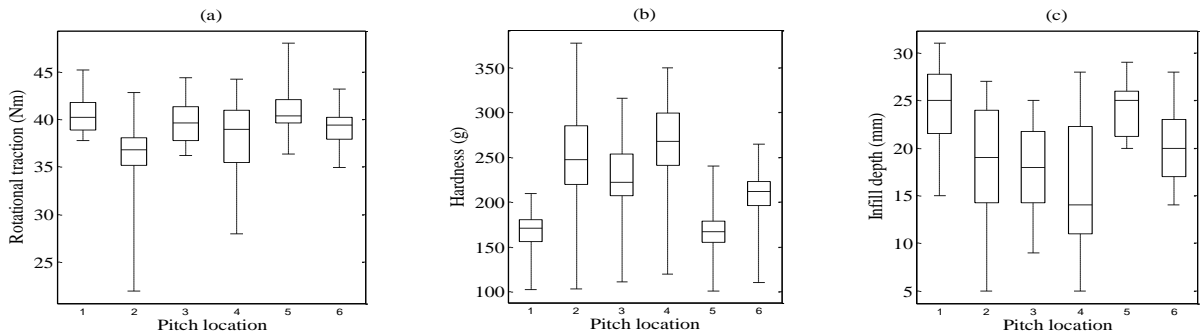 (a)
Rotational traction (Nm)
45
40
35
30
25
1 2 3 4 5 6
Pitch location
(b)
Hardness (g)
350
300
250
200
150
100
1 2 3 4 5 6
Pitch location
(c)
Infill depth (mm)
30
25
20
15
10
5
1 2 3 4 5 6
Pitch location